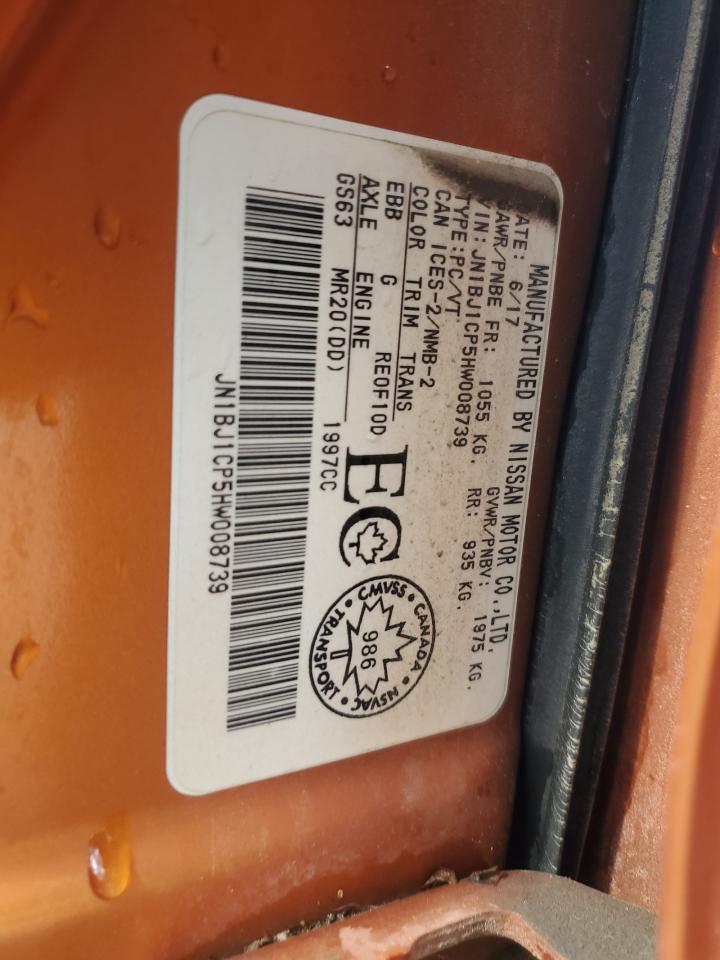 MANUFACTURED BY NISSAN MOTOR CO.,LTD.
DATE: 6/17 GVWR/PNBV: 1975 KG.
GAWR/PNBE FR: 1055 KG. RR: 935 KG.
VIN:JN1BJ1CP5HW008739
TYPE:PC/VT
CAN ICES-2/NMB-2
COLOR TRIM TRANS
EBB G RE0F10D
AXLE ENGINE
GS63 MR20(DD) 1997CC
EC
CANADA • NSVAC • TRANSPORT • CMVSS •
986
JN1BJ1CP5HW008739